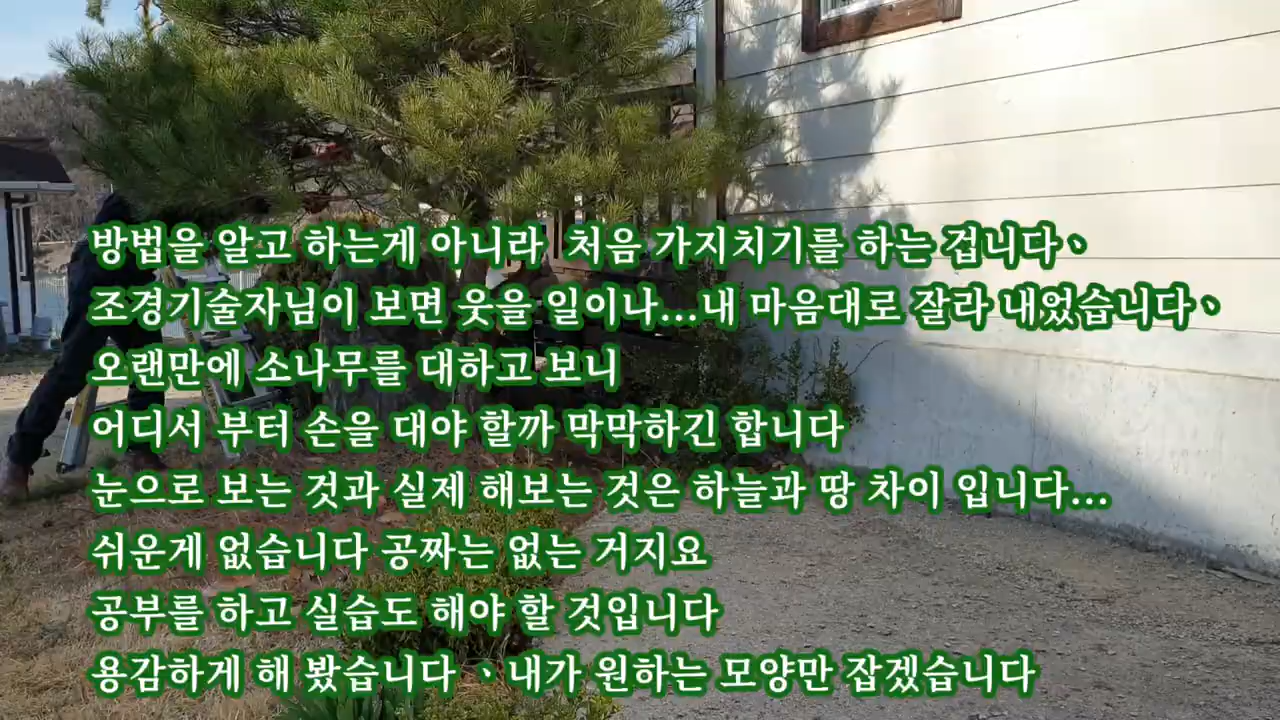 방법을 알고 하는게 아니라 처음 가지치기를 하는 겁니다、
조경기술자님이 보면 웃을 일이나...내 마음대로 잘라 내었습니다、
오랜만에 소나무를 대하고 보니
어디서 부터 손을 대야 할까 막막하긴 합니다
눈으로 보는 것과 실제 해보는 것은 하늘과 땅 차이 입니다...
쉬운게 없습니다 공짜는 없는 거지요
공부를 하고 실습도 해야 할 것입니다
용감하게 해 봤습니다 、내가 원하는 모양만 잡겠습니다